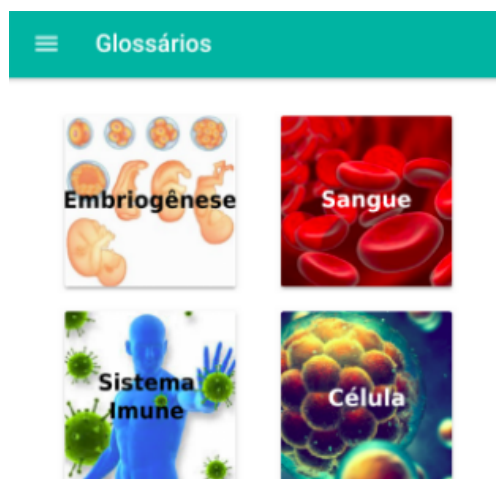 Glossários
Embriogênese
Sangue
Sistema
Imune
Célula